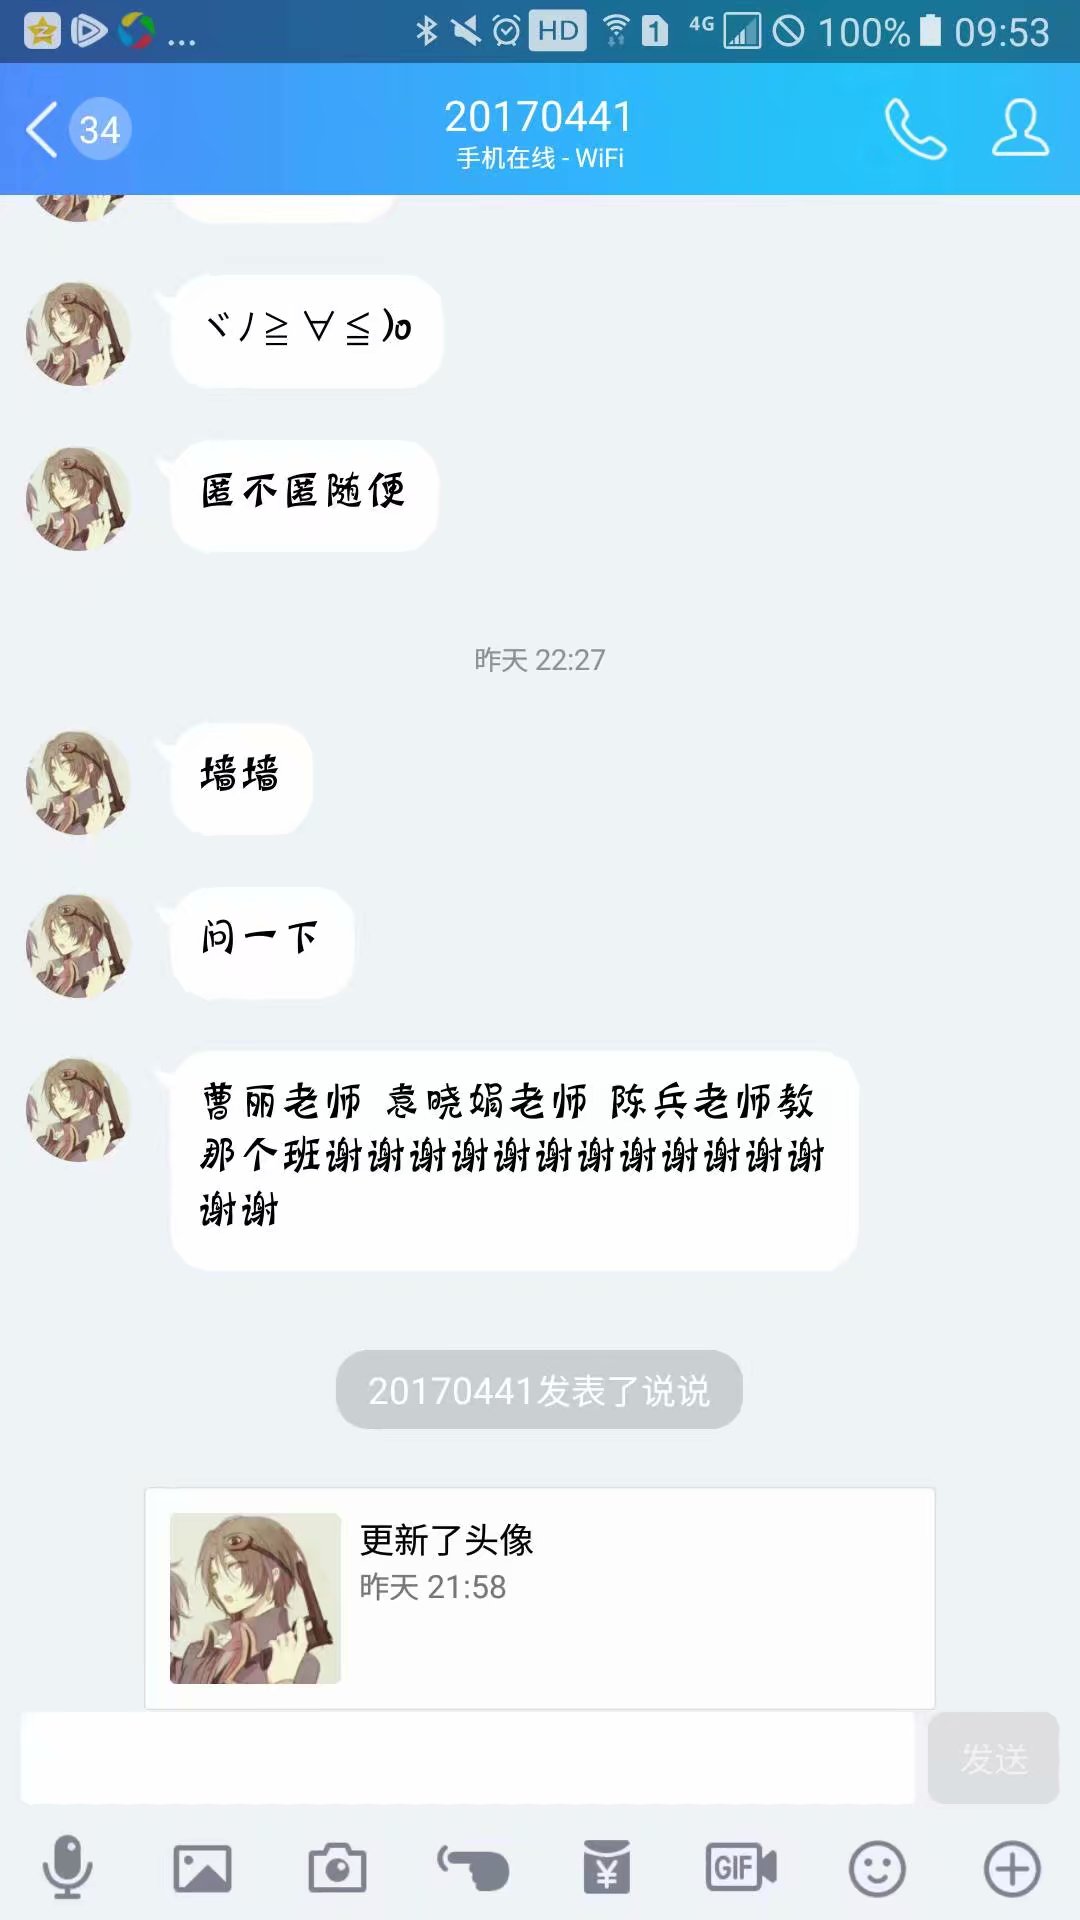 HD
1
4G
100%
09:53
34
20170441
手机在线 - WiFi
ヾﾉ≧∀≦)o
匿不匿随便
昨天 22:27
墙墙
问一下
曹丽老师 袁晓娟老师 陈兵老师教
那个班谢谢谢谢谢谢谢谢谢谢谢谢
谢谢
20170441发表了说说
更新了头像
昨天 21:58
发送
GIF